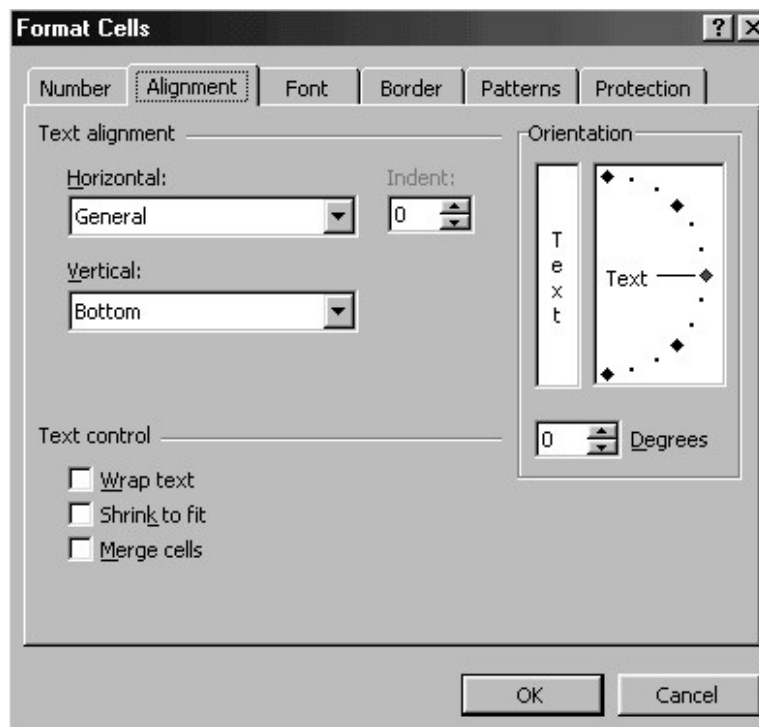 Format Cells
Number Alignment Font Border Patterns Protection
Text alignment
Horizontal:
General
Indent:
0
Vertical:
Bottom
Orientation
Text
Text
0 Degrees
Text control
Wrap text
Shrink to fit
Merge cells
OK Cancel